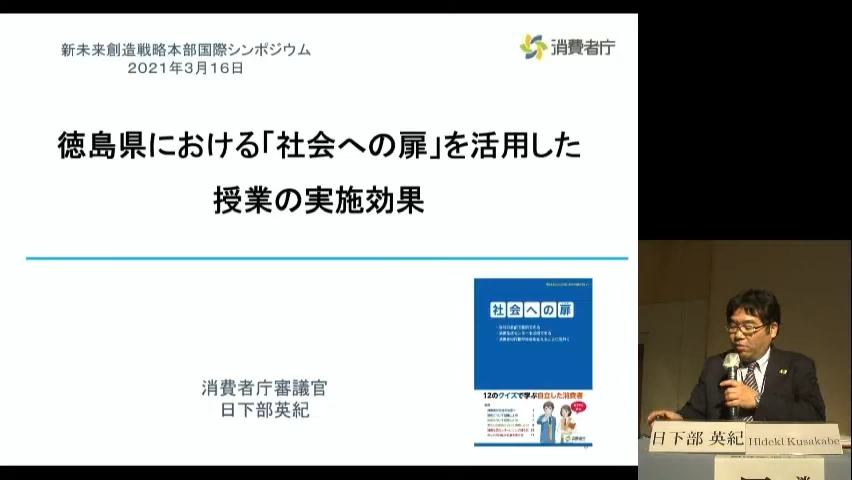 新未来創造戦略本部国際シンポジウム
2021年3月16日
消費者庁
徳島県における「社会への扉」を活用した
授業の実施効果
社会への扉
12のクイズで学ぶ自立した消費者
消費者庁審議官
日下部英紀
日下部 英紀 Hideki Kusakabe